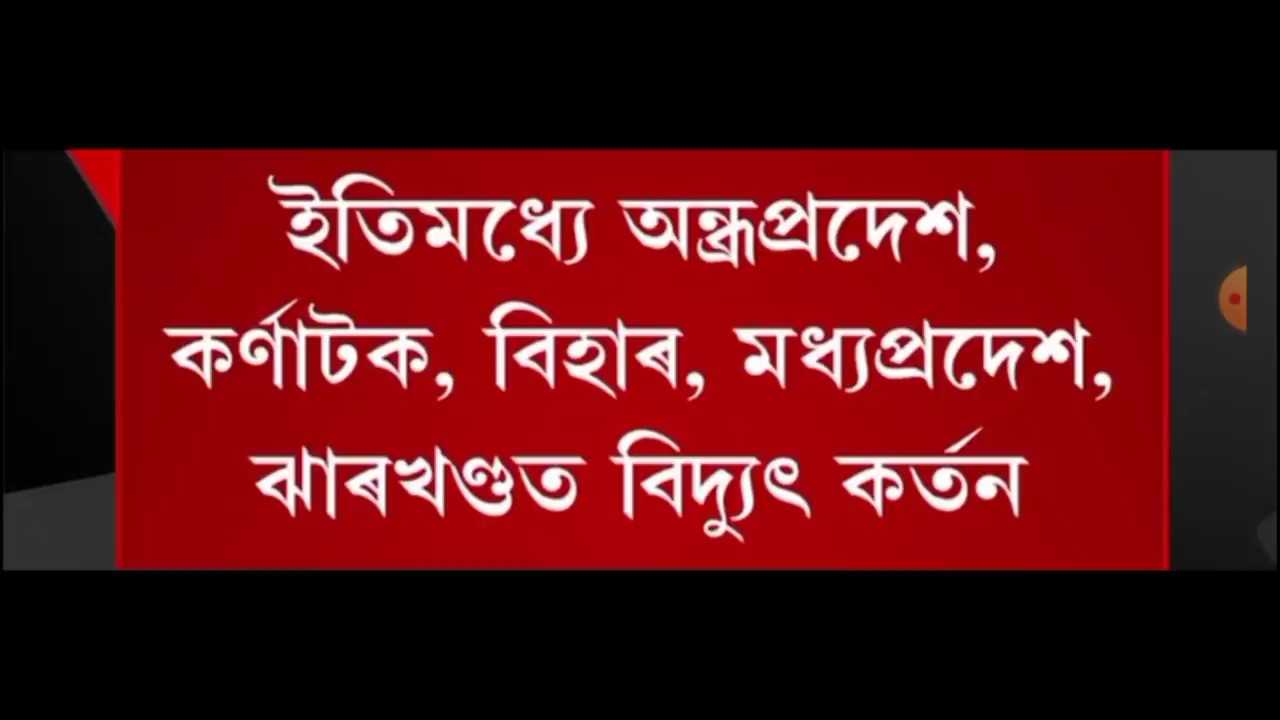 ইতিমধ্যে অন্ধ্ৰপ্ৰদেশ,
কৰ্ণাটক, বিহাৰ, মধ্যপ্ৰদেশ,
ঝাৰখণ্ডত বিদ্যুৎ কৰ্তন